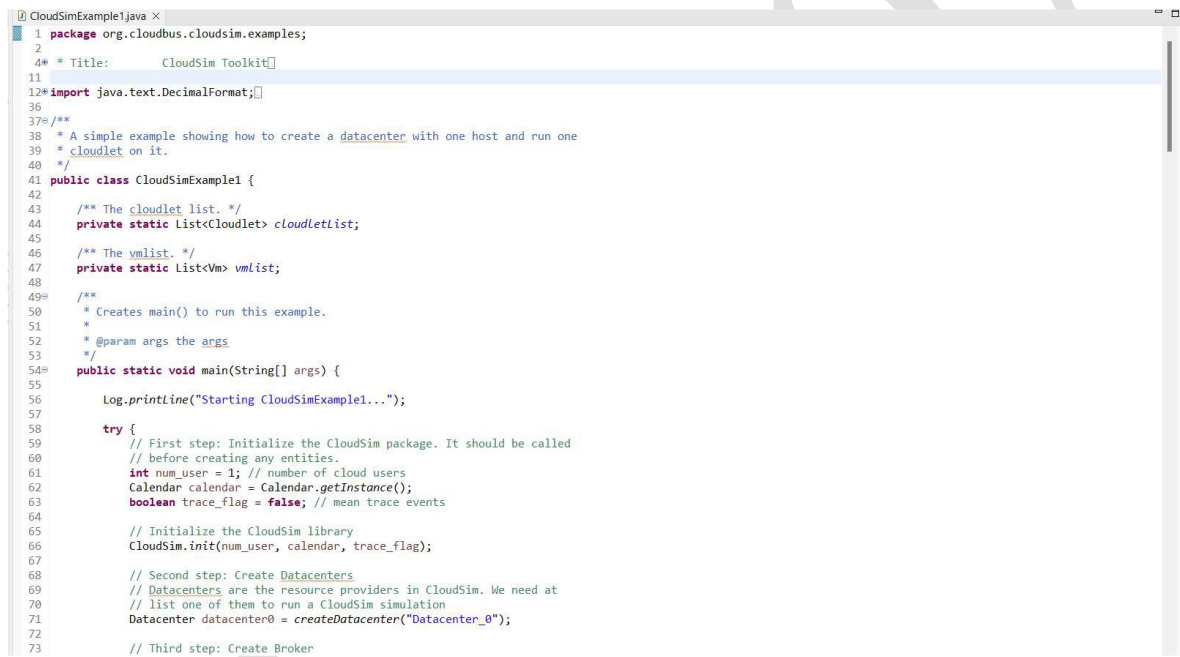 CloudSimExample1.java
1 package org.cloudbus.cloudsim.examples;
2
4 * Title: CloudSim Toolkit
11
12 import java.text.DecimalFormat;
36
37 /**
38 * A simple example showing how to create a datacenter with one host and run one
39 * cloudlet on it.
40 */
41 public class CloudSimExample1 {
42
43 /** The cloudlet list. */
44 private static List<Cloudlet> cloudletList;
45
46 /** The vmlist. */
47 private static List<Vm> vmlist;
48
49 /**
50 * Creates main() to run this example.
51 *
52 * @param args the args
53 */
54 public static void main(String[] args) {
55
56 Log.printLine("Starting CloudSimExample1...");
57
58 try {
59 // First step: Initialize the CloudSim package. It should be called
60 // before creating any entities.
61 int num_user = 1; // number of cloud users
62 Calendar calendar = Calendar.getInstance();
63 boolean trace_flag = false; // mean trace events
64
65 // Initialize the CloudSim library
66 CloudSim.init(num_user, calendar, trace_flag);
67
68 // Second step: Create Datacenters
69 // Datacenters are the resource providers in CloudSim. We need at
70 // list one of them to run a CloudSim simulation
71 Datacenter datacenter0 = createDatacenter("Datacenter_0");
72
73 // Third step: Create Broker